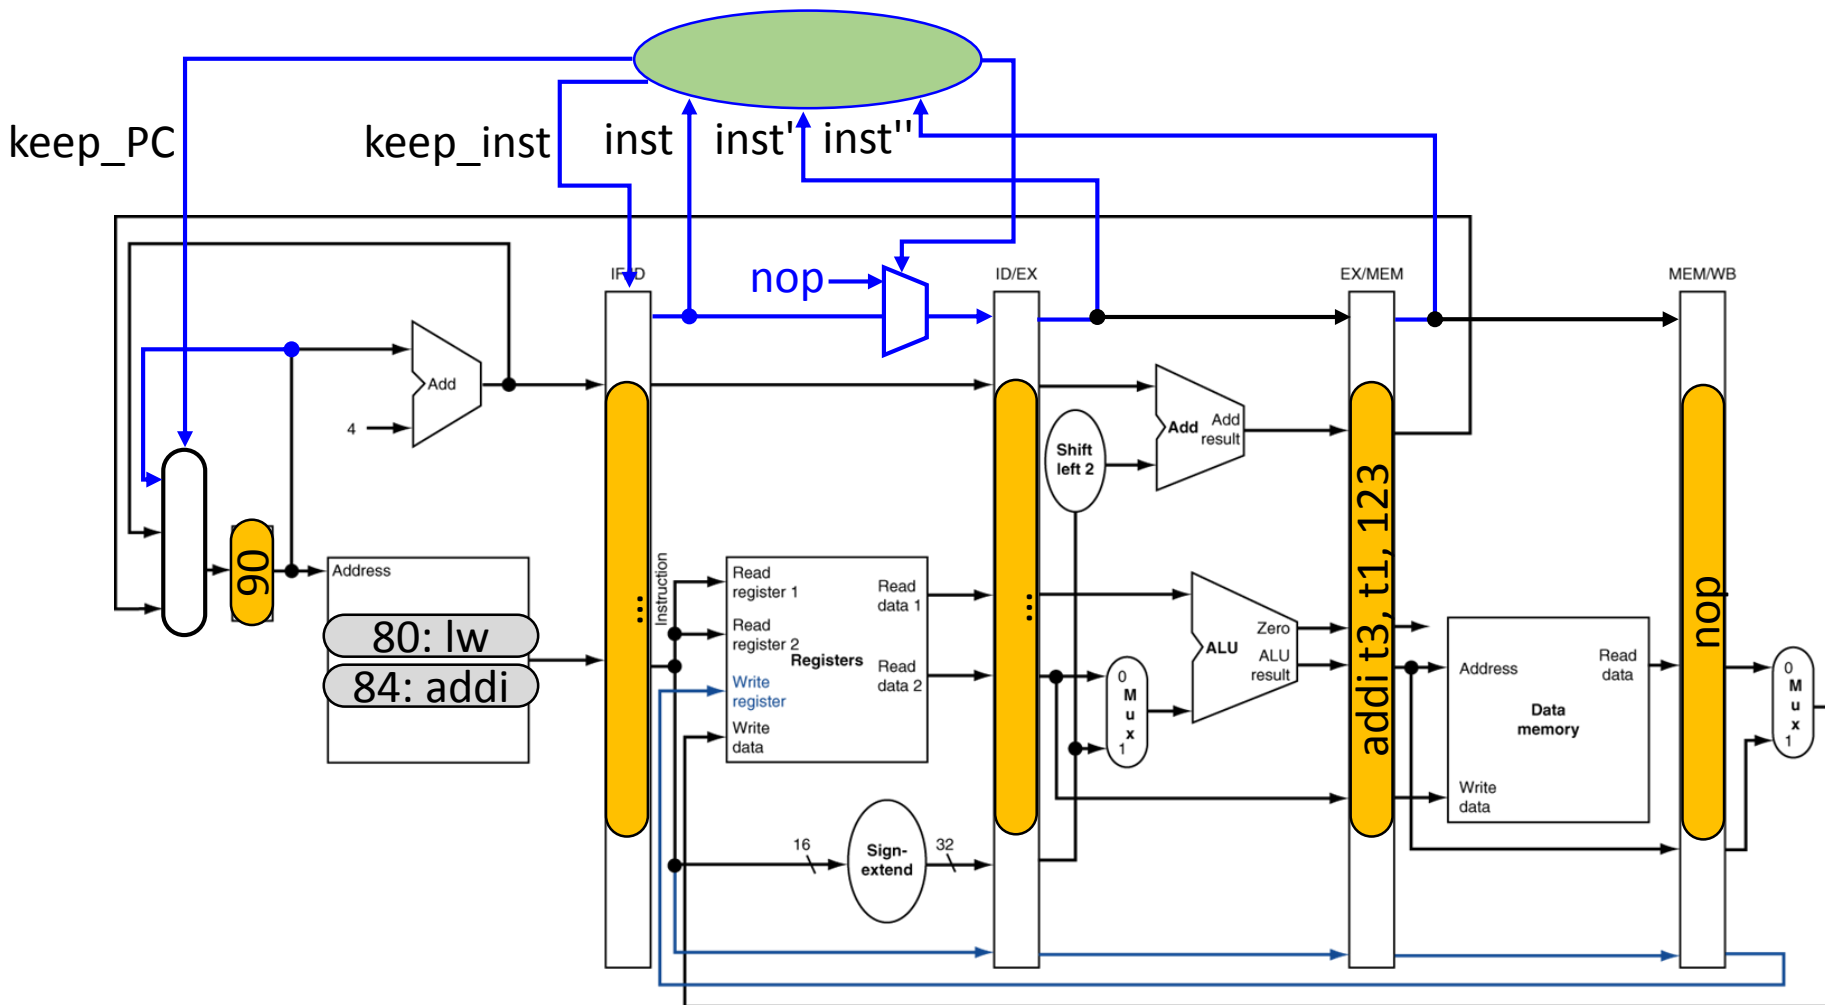 keep_PC
keep_inst
inst
inst'
inst''
nop
IF/ID
ID/EX
EX/MEM
MEM/WB
Add
4
Add
Add
result
Shift
left 2
90
Address
80: lw
84: addi
...
Instruction
Read
register 1
Read
register 2
Registers
Write
register
Write
data
Read
data 1
Read
data 2
...
0
M
u
x
1
Zero
ALU
ALU
result
addi t3, t1, 123
Address
Read
data
Data
memory
Write
data
nop
0
M
u
x
1
16
Sign-
extend
32